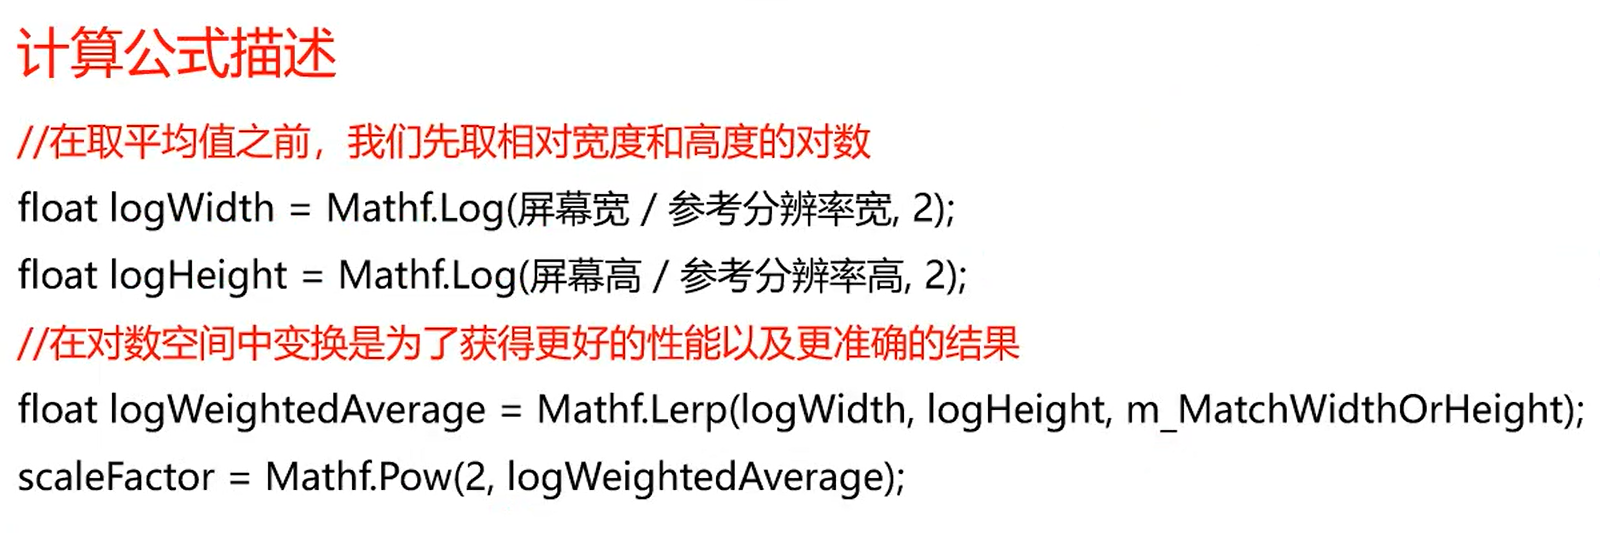 计算公式描述
//在取平均值之前，我们先取相对宽度和高度的对数
float logWidth = Mathf.Log(屏幕宽 / 参考分辨率宽, 2);
float logHeight = Mathf.Log(屏幕高 / 参考分辨率高, 2);
//在对数空间中变换是为了获得更好的性能以及更准确的结果
float logWeightedAverage = Mathf.Lerp(logWidth, logHeight, m_MatchWidthOrHeight);
scaleFactor = Mathf.Pow(2, logWeightedAverage);